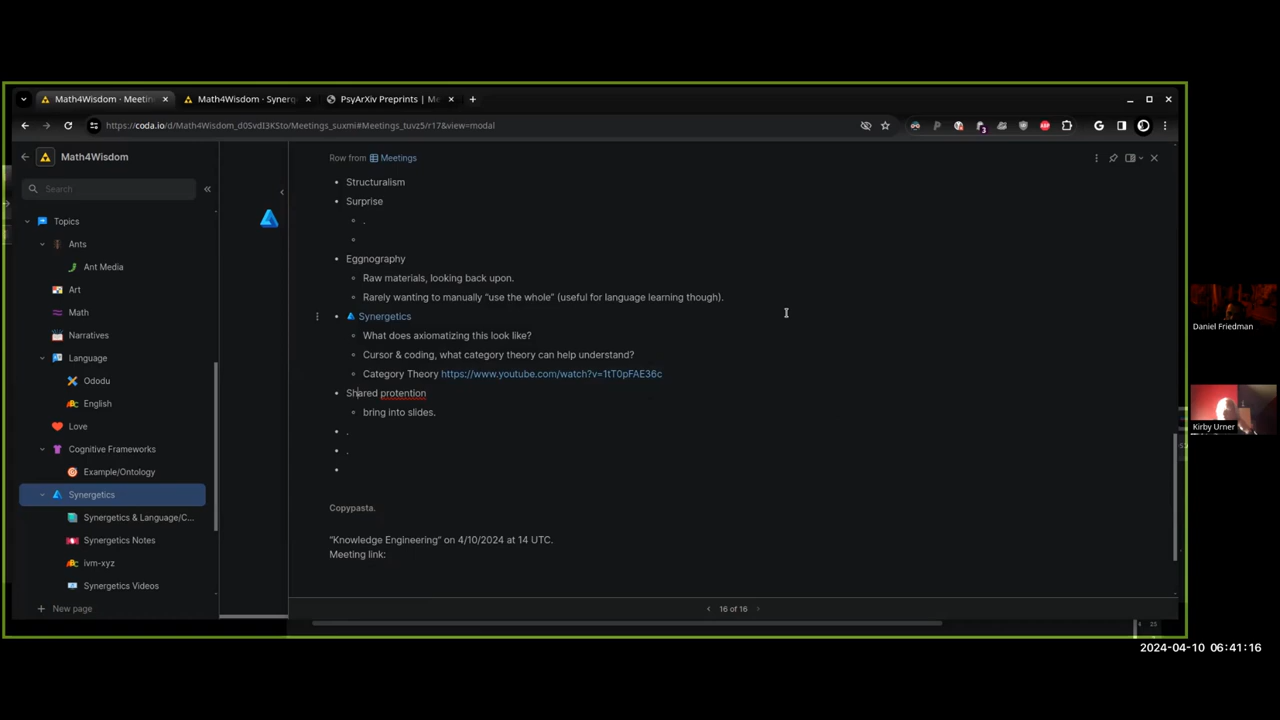 Math4Wisdom · Meetin
Math4Wisdom · Synerg
PsyArXiv Preprints | Me
https://coda.io/d/Math4Wisdom_d0SvdI3KSto/Meetings_suxmi#Meetings_tuvz5/r17&view=modal
Math4Wisdom
Search
Topics
Ants
Ant Media
Art
Math
Narratives
Language
Ododu
English
Love
Cognitive Frameworks
Example/Ontology
Synergetics
Synergetics & Language/C...
Synergetics Notes
ivm-xyz
Synergetics Videos
New page
Row from Meetings
Structuralism
Surprise
.
Eggnography
Raw materials, looking back upon.
Rarely wanting to manually “use the whole” (useful for language learning though).
Synergetics
What does axiomatizing this look like?
Cursor & coding, what category theory can help understand?
Category Theory https://www.youtube.com/watch?v=1tT0pFAE36c
Shared protention
bring into slides.
.
.
Copypasta.
“Knowledge Engineering” on 4/10/2024 at 14 UTC.
Meeting link:
16 of 16
Daniel Friedman
Kirby Urner
2024-04-10 06:41:16